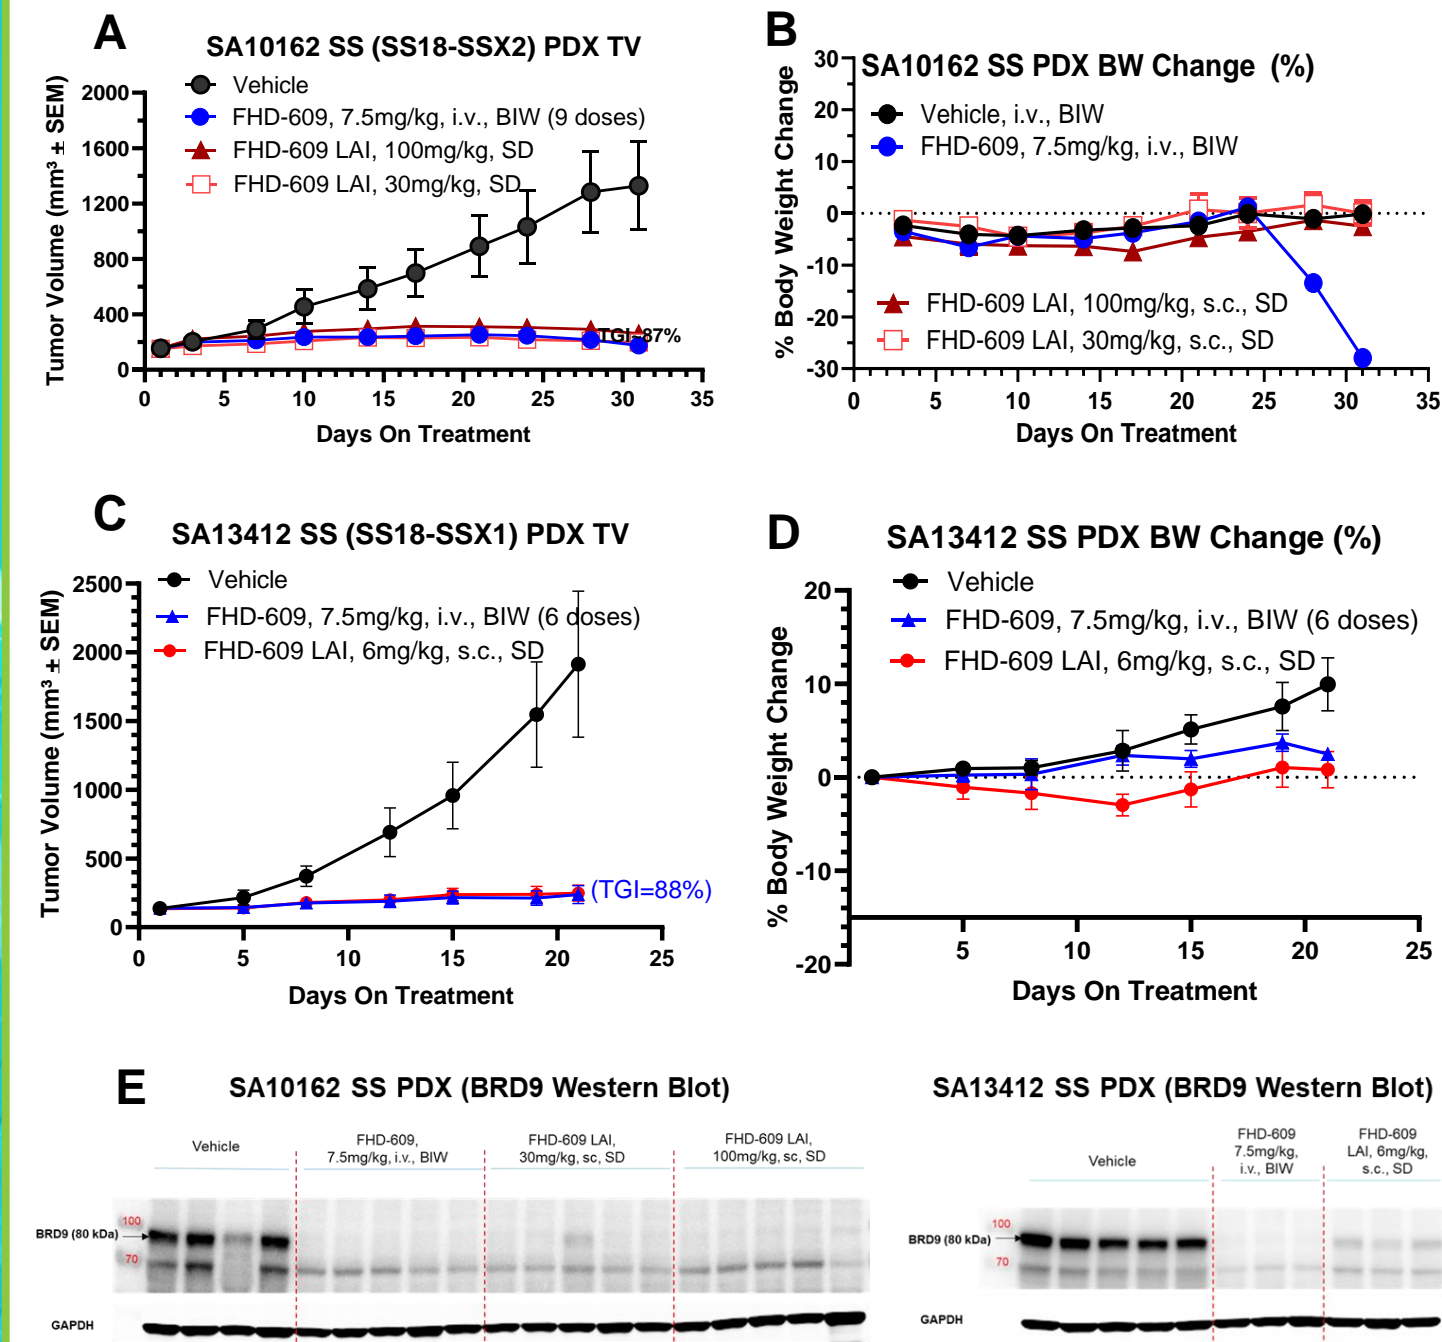 A
SA10162 SS (SS18-SSX2) PDX TV
Vehicle
FHD-609, 7.5mg/kg, i.v., BIW (9 doses)
FHD-609 LAI, 100mg/kg, SD
FHD-609 LAI, 30mg/kg, SD
Tumor Volume (mm³ ± SEM)
2000
1600
1200
800
400
0
TGI=87%
0 5 10 15 20 25 30 35
Days On Treatment
B
SA10162 SS PDX BW Change (%)
Vehicle, i.v., BIW
FHD-609, 7.5mg/kg, i.v., BIW
% Body Weight Change
30
20
10
0
-10
-20
-30
FHD-609 LAI, 100mg/kg, s.c., SD
FHD-609 LAI, 30mg/kg, s.c., SD
0 5 10 15 20 25 30 35
Days On Treatment
C
SA13412 SS (SS18-SSX1) PDX TV
Vehicle
FHD-609, 7.5mg/kg, i.v., BIW (6 doses)
FHD-609 LAI, 6mg/kg, s.c., SD
Tumor Volume (mm³ ± SEM)
2500
2000
1500
1000
500
0
(TGI=88%)
0 5 10 15 20 25
Days On Treatment
D
SA13412 SS PDX BW Change (%)
Vehicle
FHD-609, 7.5mg/kg, i.v., BIW (6 doses)
FHD-609 LAI, 6mg/kg, s.c., SD
% Body Weight Change
20
10
0
-10
-20
5 10 15 20 25
Days On Treatment
E
SA10162 SS PDX (BRD9 Western Blot)
Vehicle
FHD-609,
7.5mg/kg, i.v., BIW
FHD-609 LAI,
30mg/kg, sc, SD
FHD-609 LAI,
100mg/kg, sc, SD
100
BRD9 (80 kDa)
70
GAPDH
SA13412 SS PDX (BRD9 Western Blot)
Vehicle
FHD-609
7.5mg/kg,
i.v., BIW
FHD-609
LAI, 6mg/kg,
s.c., SD
100
BRD9 (80 kDa)
70
GAPDH